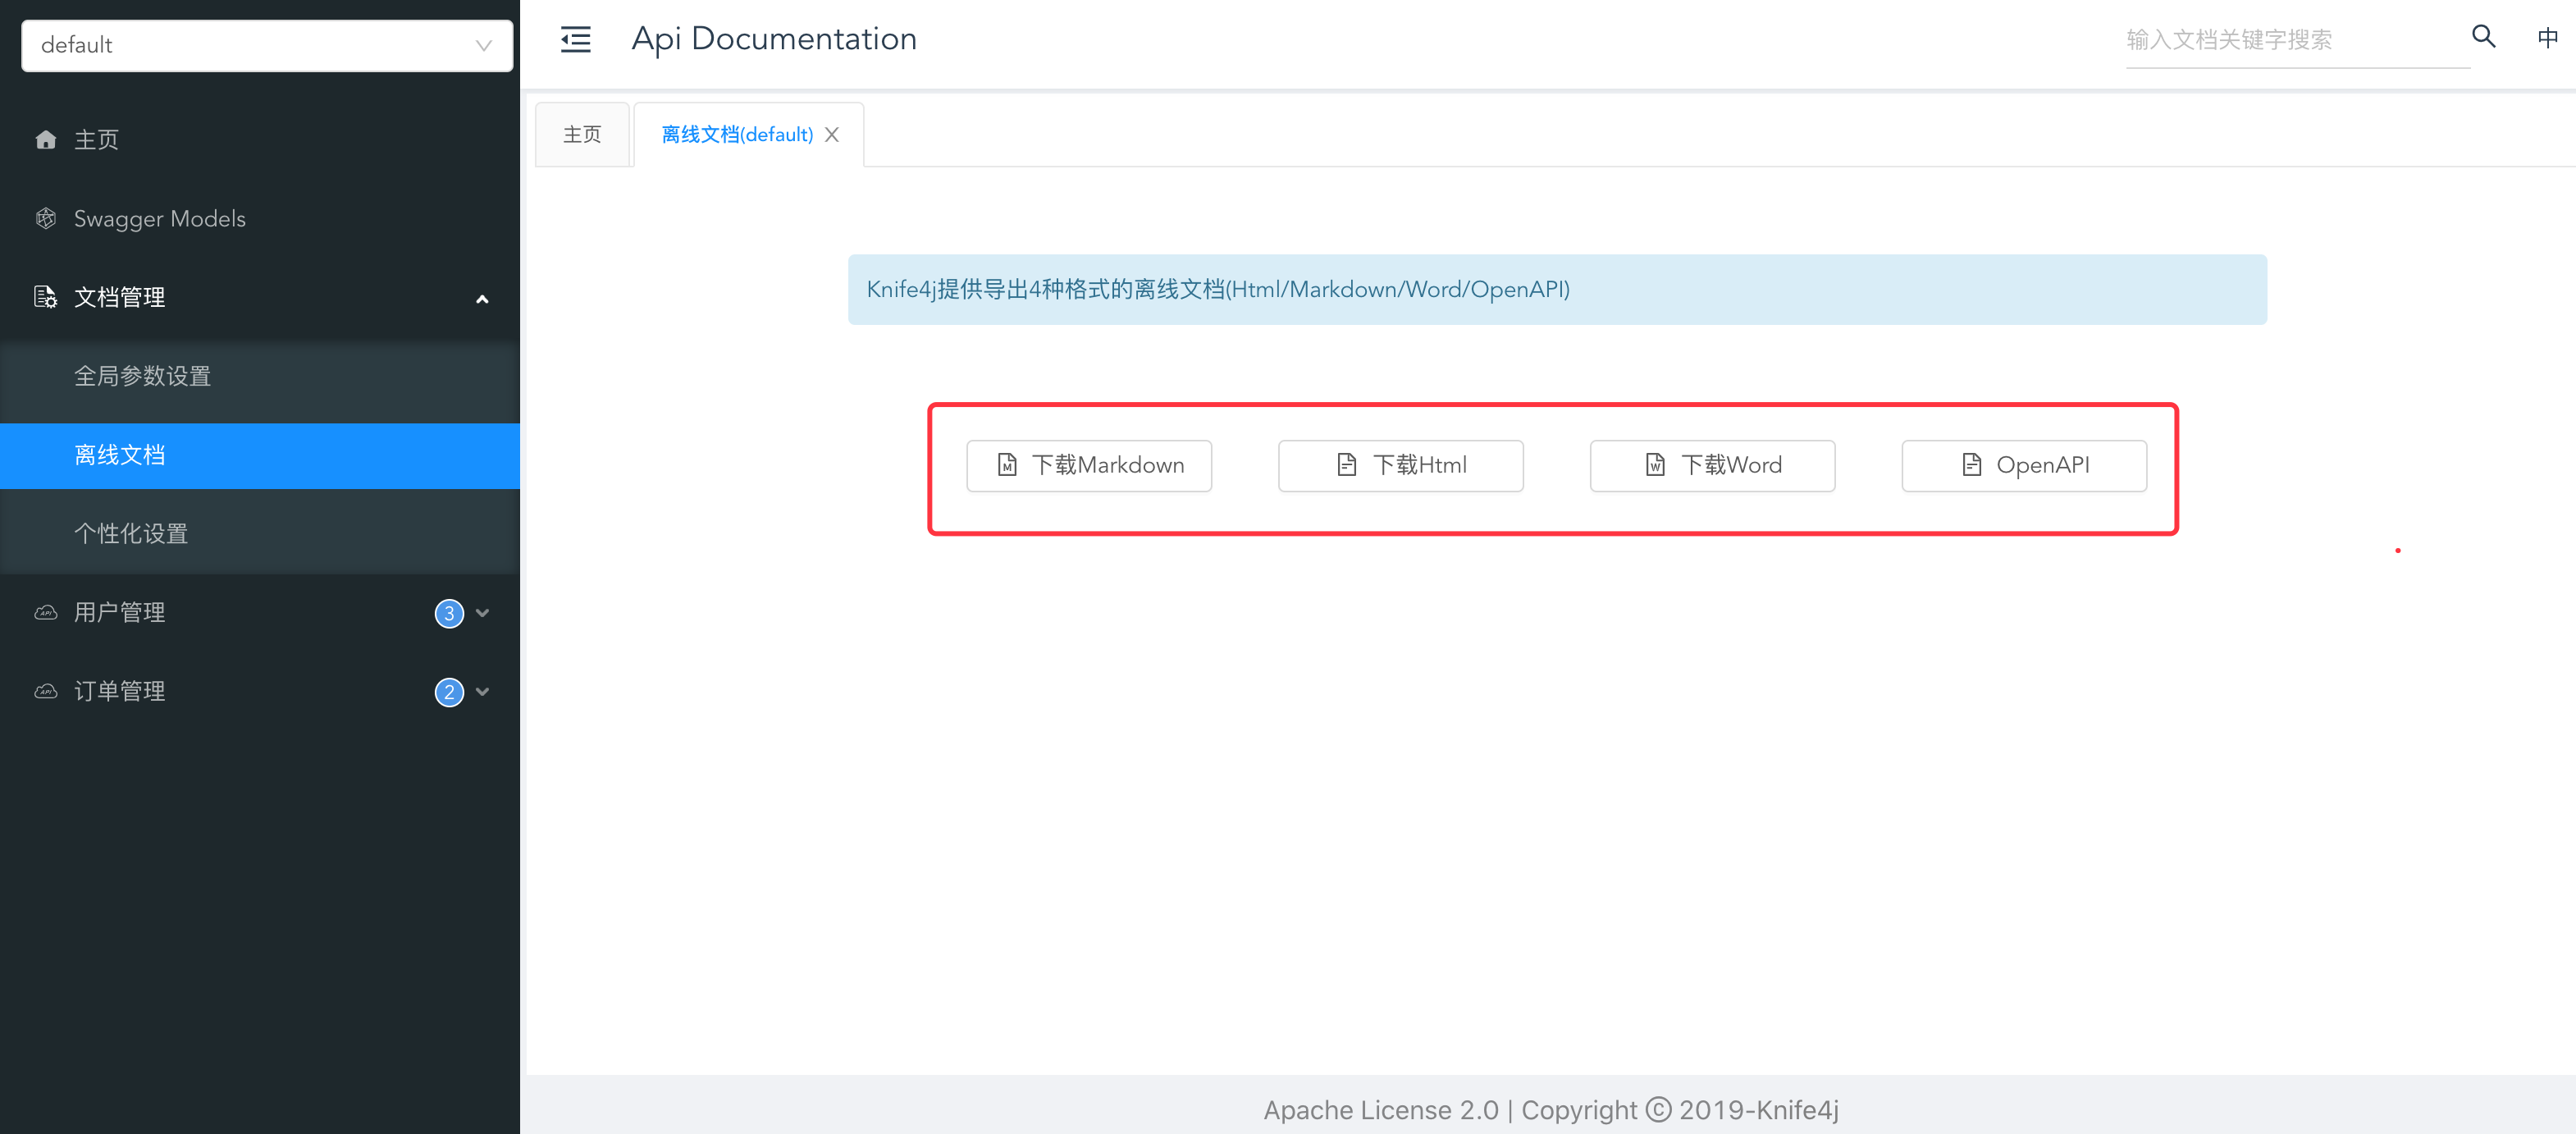 default
主页
Swagger Models
文档管理
全局参数设置
离线文档
个性化设置
用户管理 3
订单管理 2
Api Documentation
输入文档关键字搜索
中
主页
离线文档(default)
Knife4j提供导出4种格式的离线文档(Html/Markdown/Word/OpenAPI)
下载Markdown 下载Html 下载Word OpenAPI
Apache License 2.0 | Copyright © 2019-Knife4j